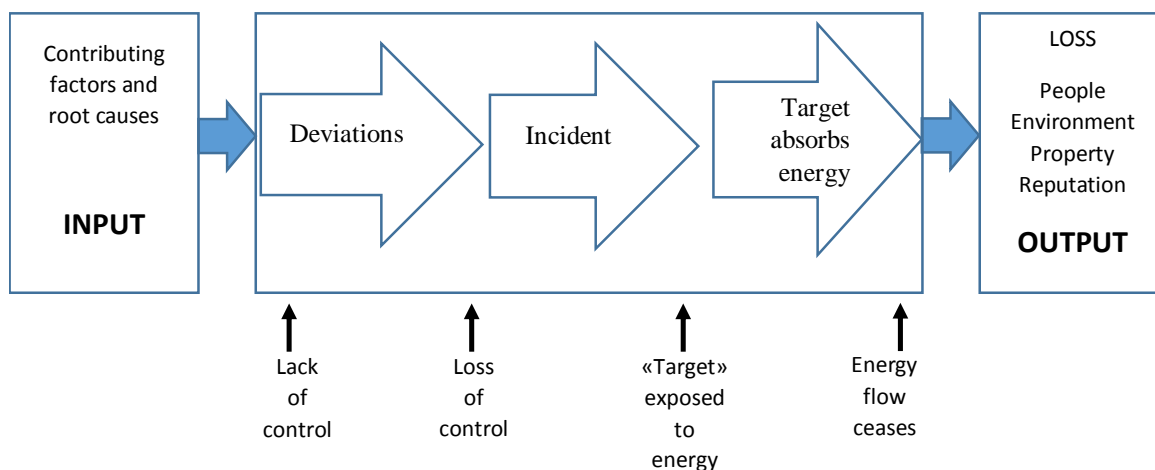 Contributing
factors and
root causes
INPUT
Deviations
Incident
Target
absorbs
energy
LOSS
People
Environment
Property
Reputation
OUTPUT
Lack
of
control
Loss
of
control
«Target»
exposed
to
energy
Energy
flow
ceases